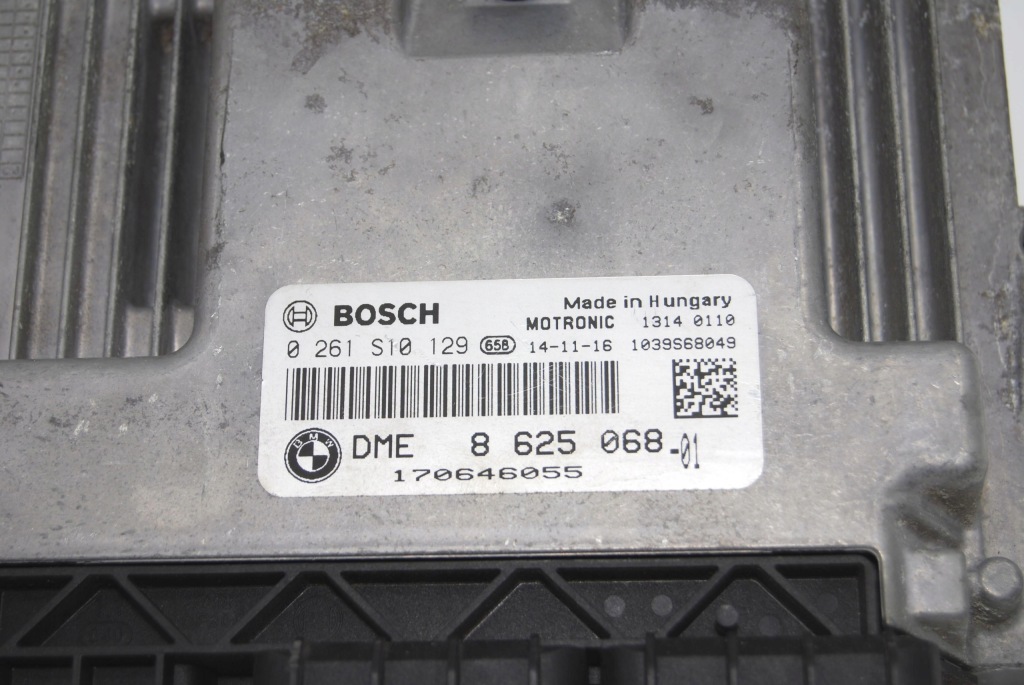 BOSCH Made in Hungary
MOTRONIC 1314 0110
0 261 S10 129 658 14-11-16 1039S68049
BMW DME 8 625 068-01
170646055